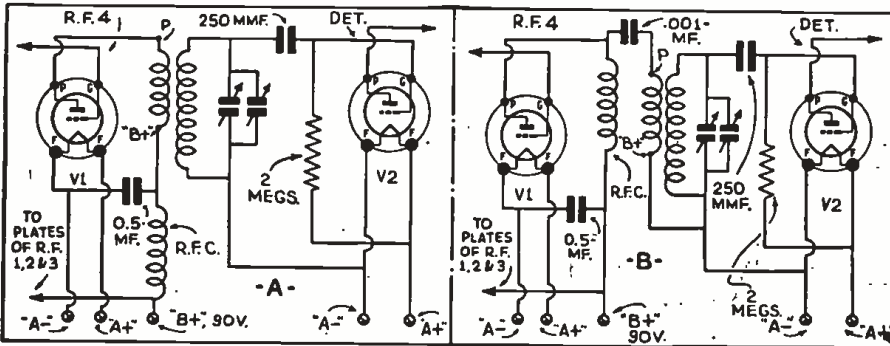 R.F. 4
P
250 MMF.
DET.
P
G
P
G
"B+"
F
F
F
F
V1
2
MEGS.
V2
TO
PLATES
OF R.F.
1,2&3
0.5-
MF.
R.F.C.
-A-
"A-"
"A+"
"B+", 90V.
"A-"
"A+"
R.F. 4
.001-
MF.
DET.
P
P
G
P
G
"B+"
F
F
F
F
R.F.C.
V1
250
MMF.
V2
TO
PLATES
OF R.F.
1,2&3
0.5-
MF.
-B-
2
MEGS.
"A-"
"A+"
"B+"
90V.
"A-"
"A+"